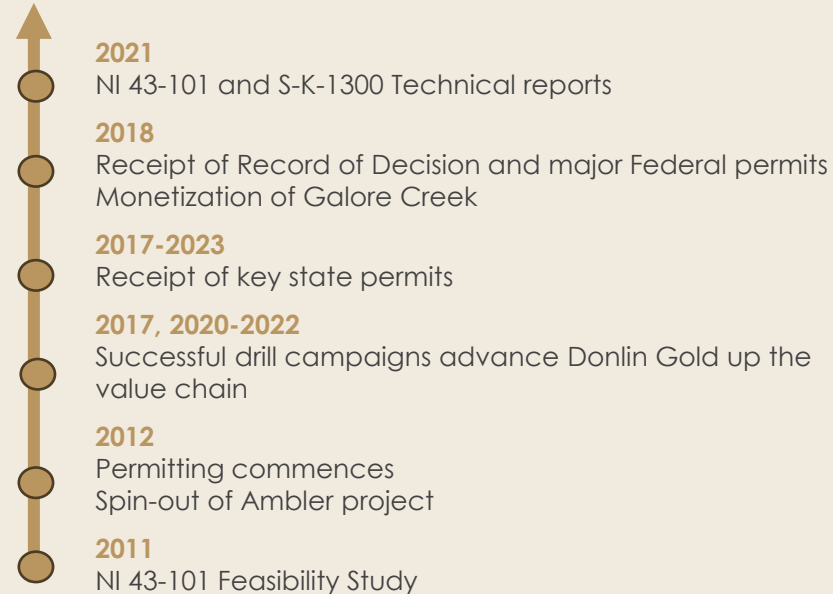 2021
NI 43-101 and S-K-1300 Technical reports
2018
Receipt of Record of Decision and major Federal permits
Monetization of Galore Creek
2017-2023
Receipt of key state permits
2017, 2020-2022
Successful drill campaigns advance Donlin Gold up the
value chain
2012
Permitting commences
Spin-out of Ambler project
2011
NI 43-101 Feasibility Study